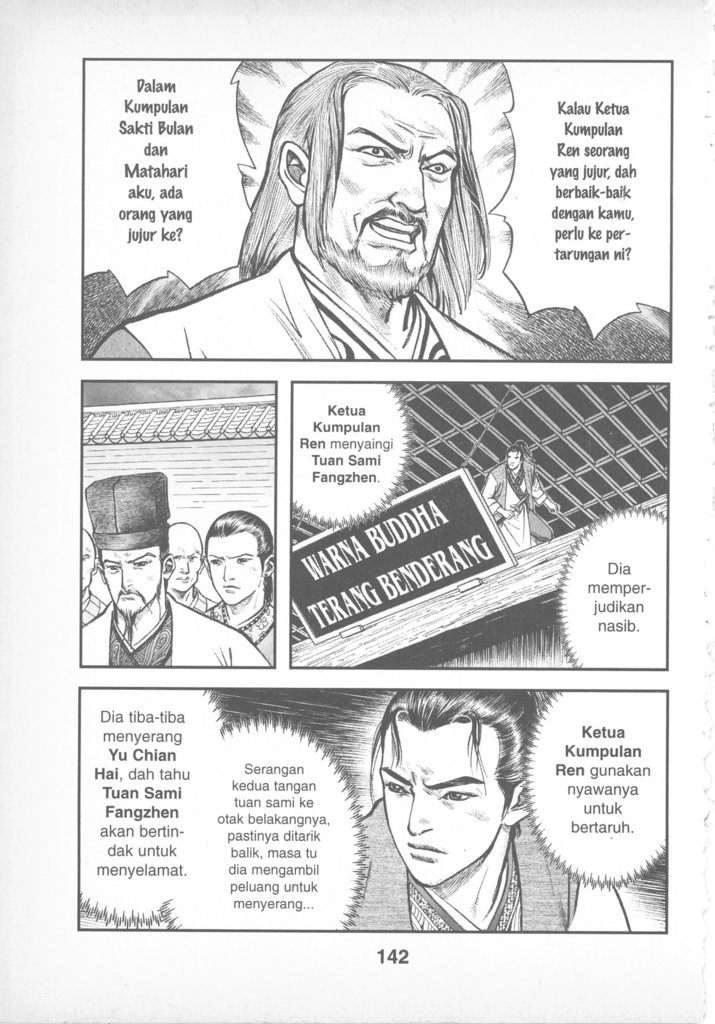 Kalau Ketua
Kumpulan
Ren seorang
yang jujur, dah
berbaik-baik
dengan kamu,
perlu ke per-
tarungan ni?
Dalam
Kumpulan
Sakti Bulan
dan
Matahari
aku, ada
orang yang
jujur ke?
Ketua
Kumpulan
Ren menyaingi
Tuan Sami
Fangzhen.
WARNA BUDDHA
TERANG BENDERANG
Dia
memper-
judikan
nasib.
Ketua
Kumpulan
Ren gunakan
nyawanya
untuk
bertaruh.
Serangan
kedua tangan
tuan sami ke
otak belakangnya,
pastinya ditarik
balik, masa tu
dia mengambil
peluang untuk
menyerang...
Dia tiba-tiba
menyerang
Yu Chian
Hai, dah tahu
Tuan Sami
Fangzhen
akan bertin-
dak untuk
menyelamat.
142